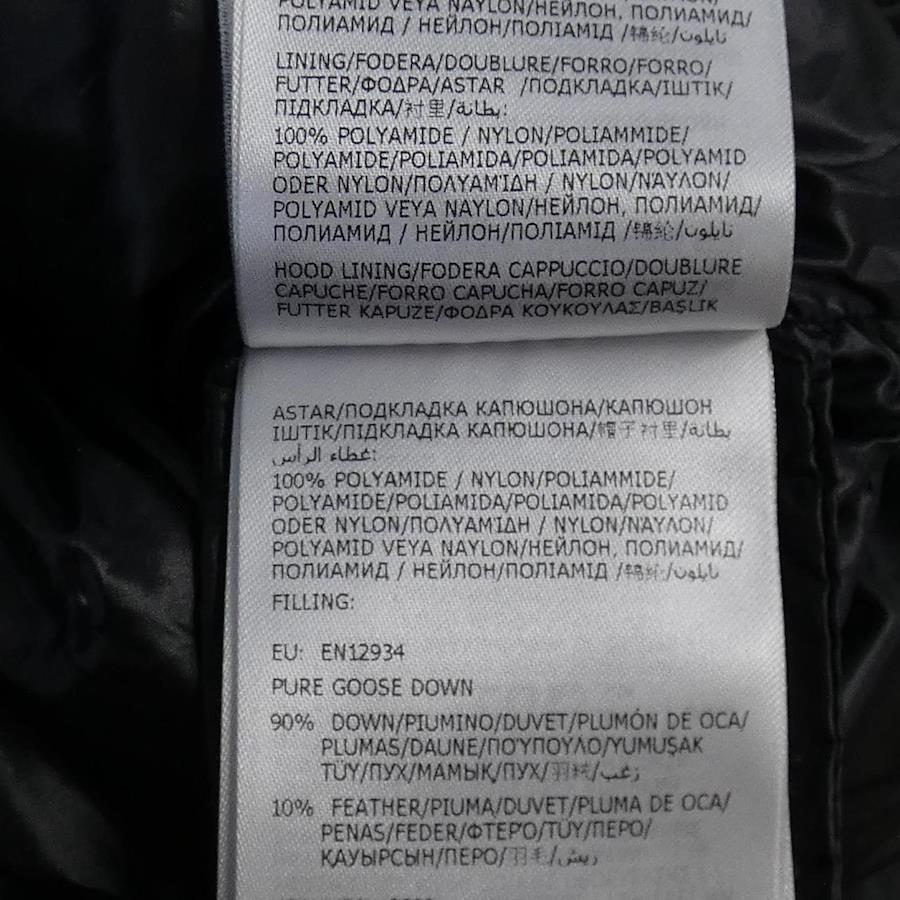 POLYAMID VEYA NAYLON/НЕЙЛОН, ПОЛИАМИД/
ПОЛИАМИД / НЕЙЛОН/ПОЛІАМІД /锦纶/نايلون
LINING/FODERA/DOUBLURE/FORRO/FORRO/
FUTTER/ΦΟΔΡΑ/ASTAR /ПОДКЛАДКА/ІШТІК/
ПІДКЛАДКА/衬里/بطانة:
100% POLYAMIDE / NYLON/POLIAMMIDE/
POLYAMIDE/POLIAMIDA/POLIAMIDA/POLYAMID
ODER NYLON/ΠΟΛΥΑΜΊΔΗ / NYLON/ΝΆΥΛΟΝ/
POLYAMID VEYA NAYLON/НЕЙЛОН, ПОЛИАМИД/
ПОЛИАМИД / НЕЙЛОН/ПОЛІАМІД /锦纶/نايلون
HOOD LINING/FODERA CAPPUCCIO/DOUBLURE
CAPUCHE/FORRO CAPUCHA/FORRO CAPUZ/
FUTTER KAPUZE/ΦΟΔΡΑ ΚΟΥΚΟΥΛΑΣ/BAŞLIK
ASTAR/ПОДКЛАДКА КАПЮШОНА/КАПЮШОН
ІШТІК/ПІДКЛАДКА КАПЮШОНА/帽子衬里/بطانة
غطاء الرأس:
100% POLYAMIDE / NYLON/POLIAMMIDE/
POLYAMIDE/POLIAMIDA/POLIAMIDA/POLYAMID
ODER NYLON/ΠΟΛΥΑΜΊΔΗ / NYLON/ΝΆΥΛΟΝ/
POLYAMID VEYA NAYLON/НЕЙЛОН, ПОЛИАМИД/
ПОЛИАМИД / НЕЙЛОН/ПОЛІАМІД /锦纶/نايلون
FILLING:
EU: EN12934
PURE GOOSE DOWN
90% DOWN/PIUMINO/DUVET/PLUMÓN DE OCA/
PLUMAS/DAUNE/ΠΟΎΠΟΥΛΟ/YUMUŞAK
TÜY/ПУХ/МАМЫҚ/ПУХ/羽绒/زغب
10% FEATHER/PIUMA/DUVET/PLUMA DE OCA/
PENAS/FEDER/ΦΤΕΡΌ/TÜY/ПЕРО/
ҚАУЫРСЫН/ПЕРО/羽毛/ريش